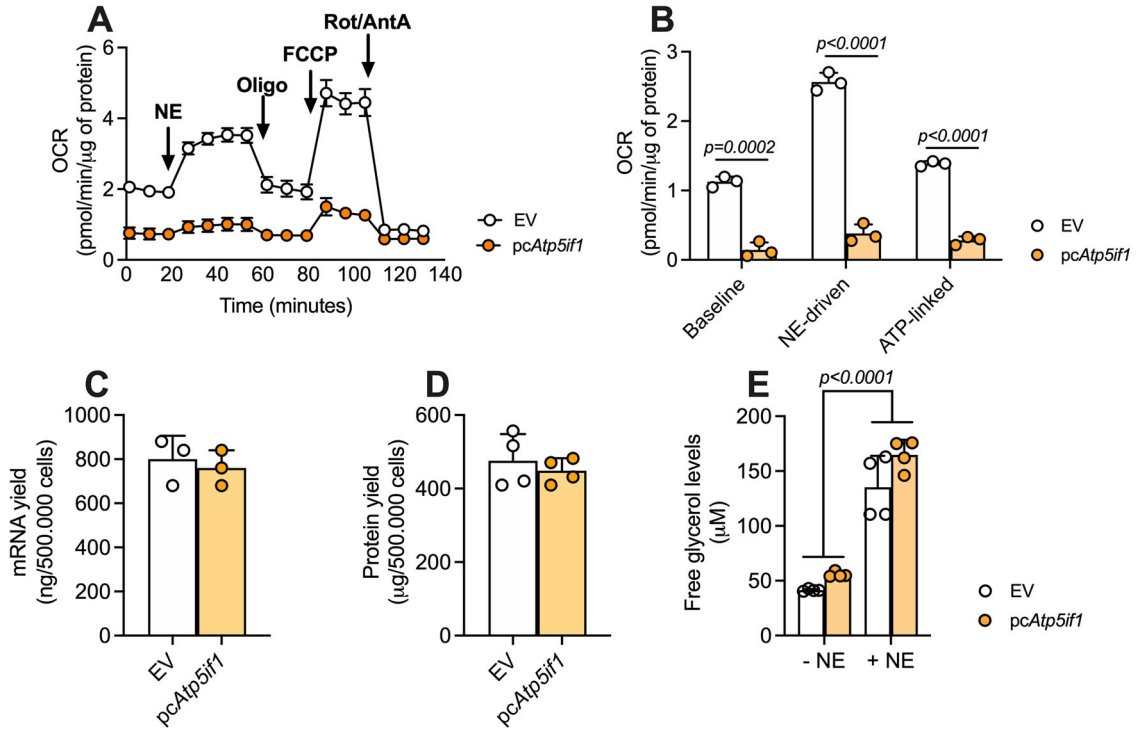 A
OCR
(pmol/min/μg of protein)
6
4
2
0
NE
Oligo
FCCP
Rot/AntA
0 20 40 60 80 100 120 140
Time (minutes)
EV
pcAtp5if1
B
OCR
(pmol/min/μg of protein)
3
2
1
0
p=0.0002
p<0.0001
p<0.0001
Baseline
NE-driven
ATP-linked
EV
pcAtp5if1
C
mRNA yield
(ng/500.000 cells)
1000
800
600
400
200
0
EV
pcAtp5if1
D
Protein yield
(μg/500.000 cells)
600
400
200
0
EV
pcAtp5if1
E
Free glycerol levels
(μM)
200
150
100
50
0
p<0.0001
- NE
+ NE
EV
pcAtp5if1